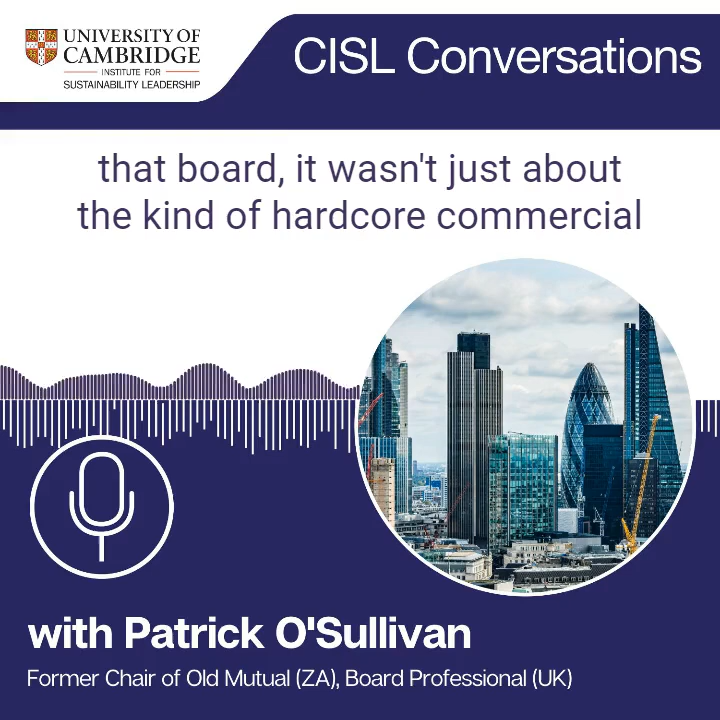 UNIVERSITY OF
CAMBRIDGE
INSTITUTE FOR
SUSTAINABILITY LEADERSHIP
CISL Conversations
that board, it wasn't just about
the kind of hardcore commercial
with Patrick O'Sullivan
Former Chair of Old Mutual (ZA), Board Professional (UK)